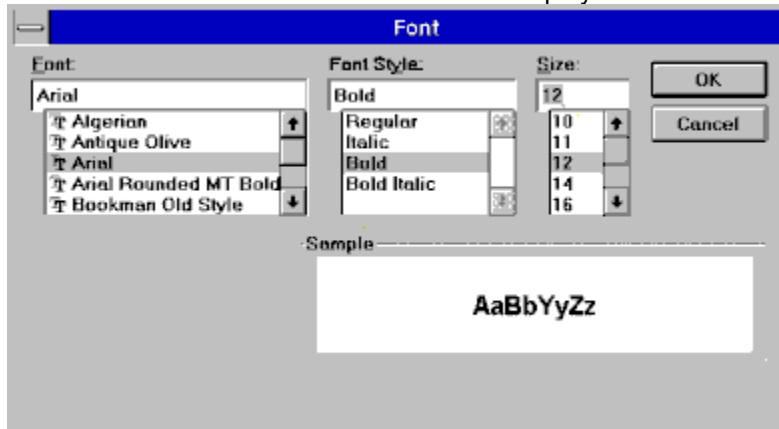 Font
Font: Font Style: Size:
Arial Bold 12 OK
Algerian Regular 10 Cancel
Antique Olive Italic 11
Arial Bold 12
Arial Rounded MT Bold Bold Italic 14
Bookman Old Style 16
Sample
AaBbYyZz